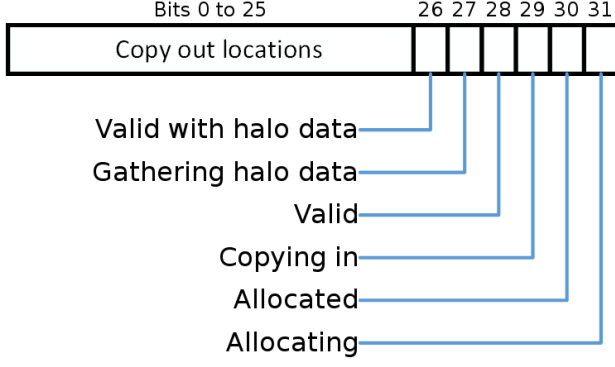 Bits 0 to 25 26 27 28 29 30 31
Copy out locations
Valid with halo data
Gathering halo data
Valid
Copying in
Allocated
Allocating